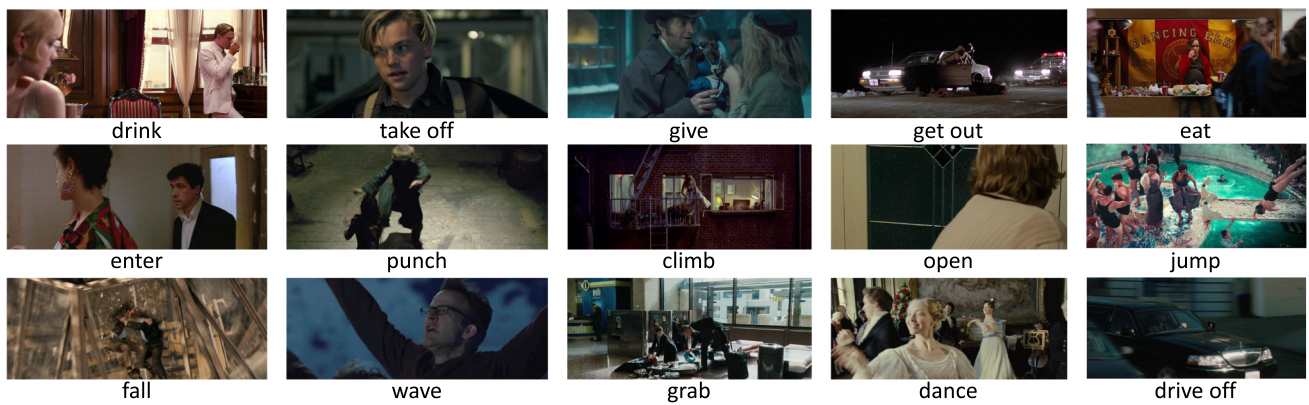 DANCING ELK
drink
take off
give
get out
eat
enter
punch
climb
open
jump
fall
wave
grab
dance
drive off